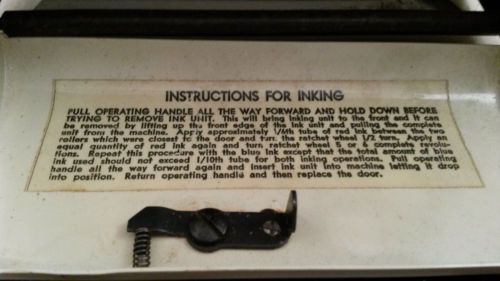 INSTRUCTIONS FOR INKING
PULL OPERATING HANDLE ALL THE WAY FORWARD AND HOLD DOWN BEFORE
TRYING TO REMOVE INK UNIT. This will bring inking unit to the front and it can
be removed by lifting up the front edge of the ink unit and pulling the complete
unit from the machine. Apply approximately 1/6th tube of red ink between the two
rollers which were closest to the door and turn the ratchet wheel 1/2 turn. Apply an
equal quantity of red ink again and turn ratchet wheel 5 or 6 complete revolu-
tions. Repeat this procedure with the blue ink except that the total amount of blue
ink used should not exceed 1/10th tube for both inking operations. Pull operating
handle all the way forward again and insert ink unit into machine letting it drop
into position. Return operating handle and then replace the door.